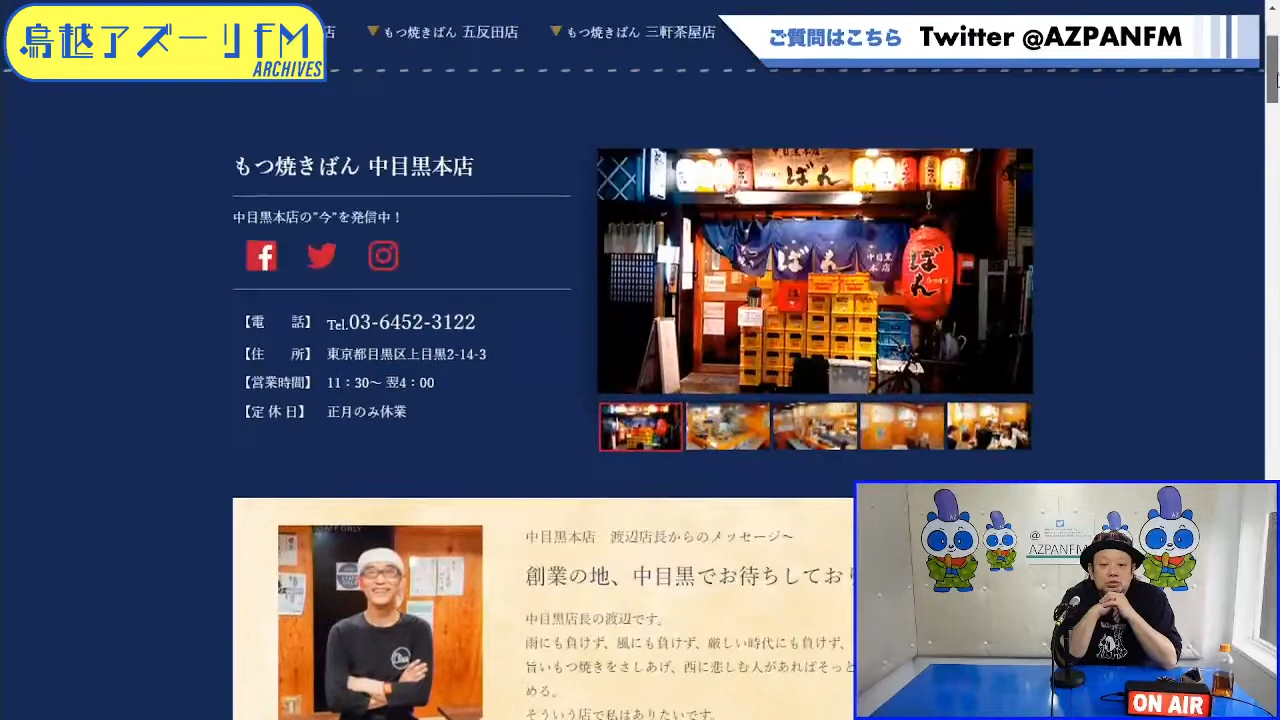 鳥越アズーリFM
ARCHIVES
店
もつ焼きばん 五反田店
もつ焼きばん 三軒茶屋店
ご質問はこちら Twitter @AZPANFM
もつ焼きばん 中目黒本店
中目黒本店の”今”を発信中！
【電　　話】 Tel.03-6452-3122
【住　　所】 東京都目黒区上目黒2-14-3
【営業時間】 11：30〜 翌4：00
【定 休 日】 正月のみ休業
ばん
ばん
中目黒
本店
ばん
STAFF ONLY
中目黒本店　渡辺店長からのメッセージ〜
創業の地、中目黒でお待ちしており
中目黒店長の渡辺です。
雨にも負けず、風にも負けず、厳しい時代にも負けず、
旨いもつ焼きをさしあげ、西に悲しむ人があればそっと
める。
そういう店で私はありたいです。
@
AZPANFM
ON AIR